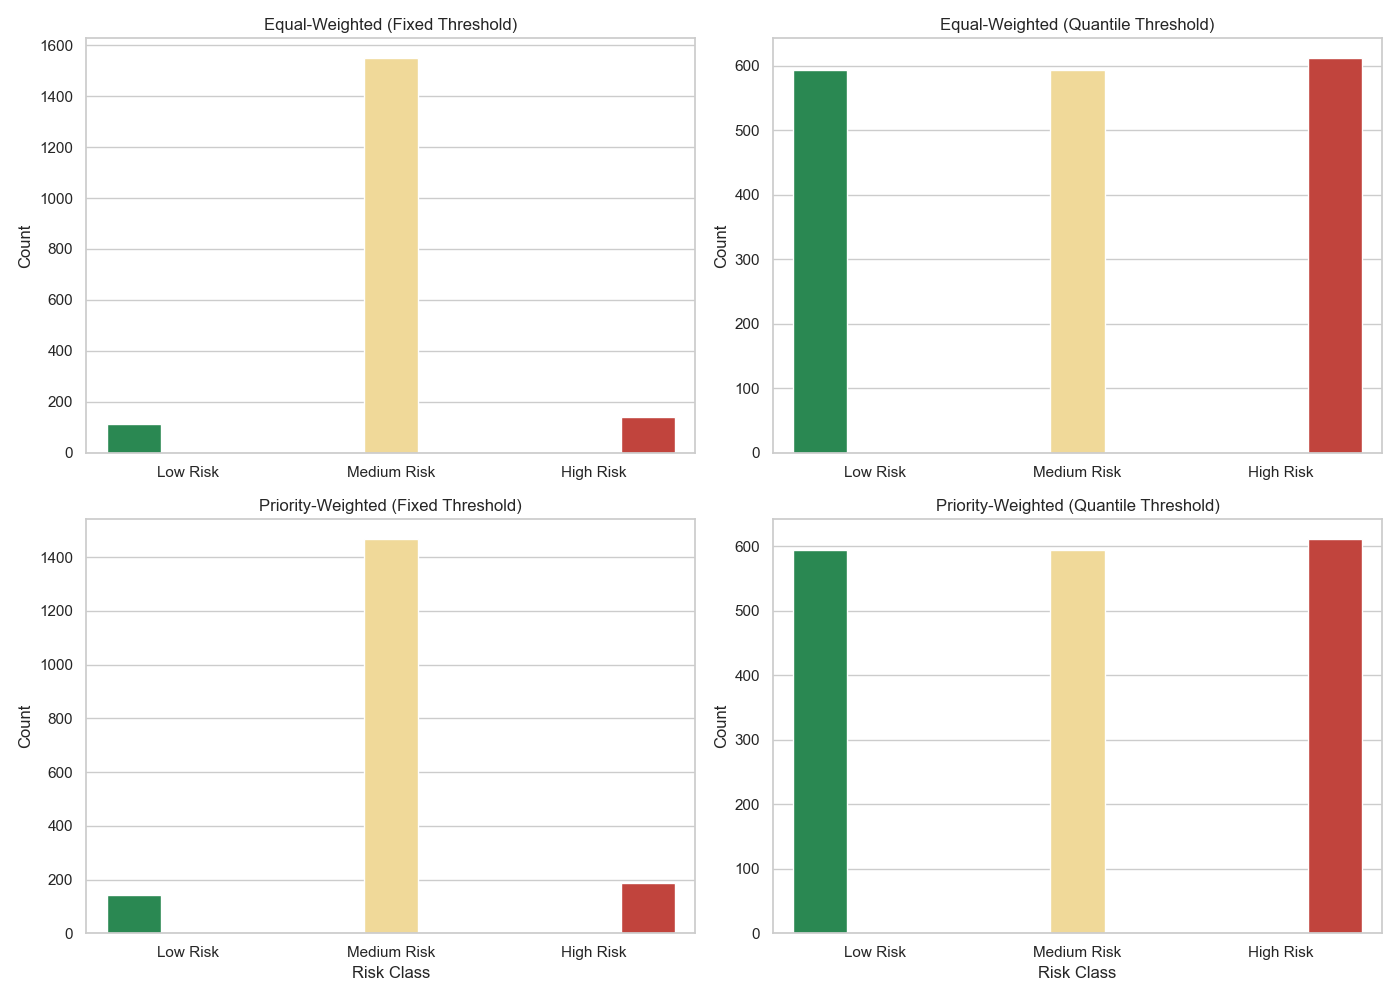 Equal-Weighted (Fixed Threshold)
1600
1400
1200
1000
800
600
400
200
0
Count
Low Risk
Medium Risk
High Risk
Equal-Weighted (Quantile Threshold)
600
500
400
300
200
100
0
Count
Low Risk
Medium Risk
High Risk
Priority-Weighted (Fixed Threshold)
1400
1200
1000
800
600
400
200
0
Count
Low Risk
Medium Risk
High Risk
Risk Class
Priority-Weighted (Quantile Threshold)
600
500
400
300
200
100
0
Count
Low Risk
Medium Risk
High Risk
Risk Class